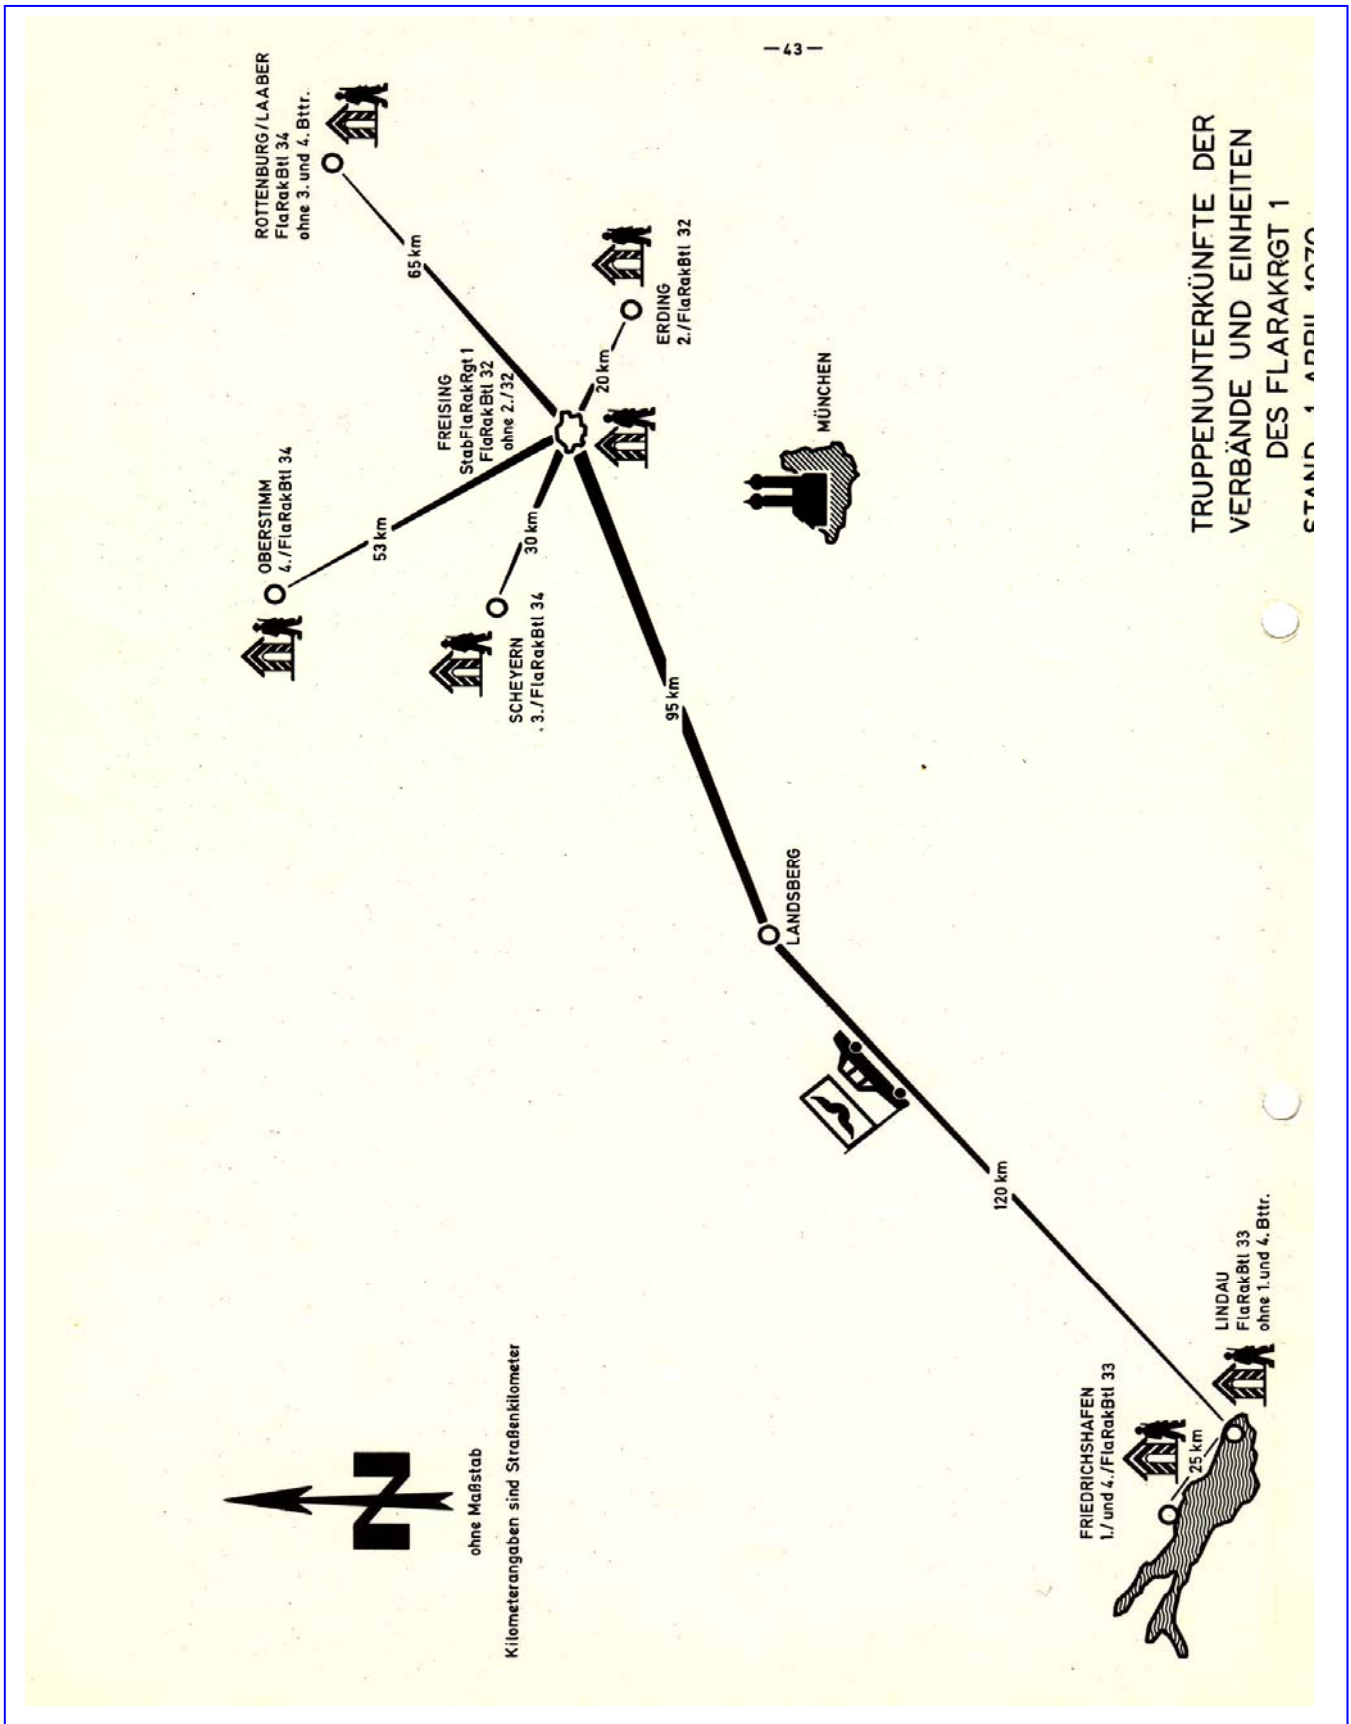 —43—
ROTTENBURG/LAABER
FlaRakBtl 34
ohne 3. und 4. Bttr.
65 km
OBERSTIMM
4./FlaRakBtl 34
53 km
FREISING
StabFlaRakRgt 1
FlaRakBtl 32
ohne 2./32
20 km
ERDING
2./FlaRakBtl 32
30 km
SCHEYERN
3./FlaRakBtl 34
MÜNCHEN
95 km
LANDSBERG
120 km
FRIEDRICHSHAFEN
1./ und 4./FlaRakBtl 33
25 km
LINDAU
FlaRakBtl 33
ohne 1. und 4. Bttr.
N
ohne Maßstab
Kilometerangaben sind Straßenkilometer
TRUPPENUNTERKÜNFTE DER
VERBÄNDE UND EINHEITEN
DES FLARAKRGT 1
STAND 1. APRIL